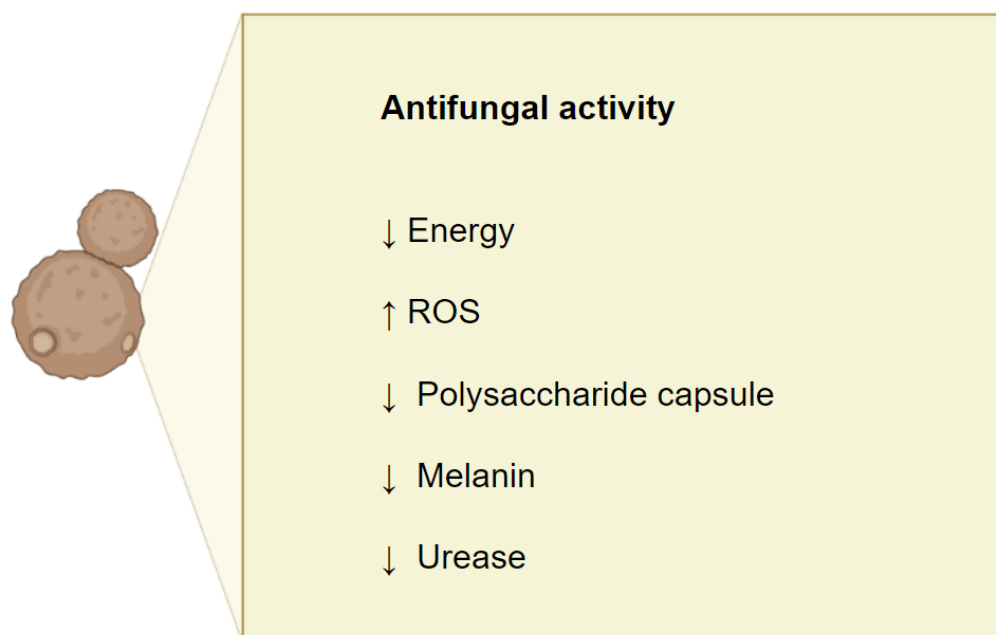 Antifungal activity
↓ Energy
↑ ROS
↓ Polysaccharide capsule
↓ Melanin
↓ Urease